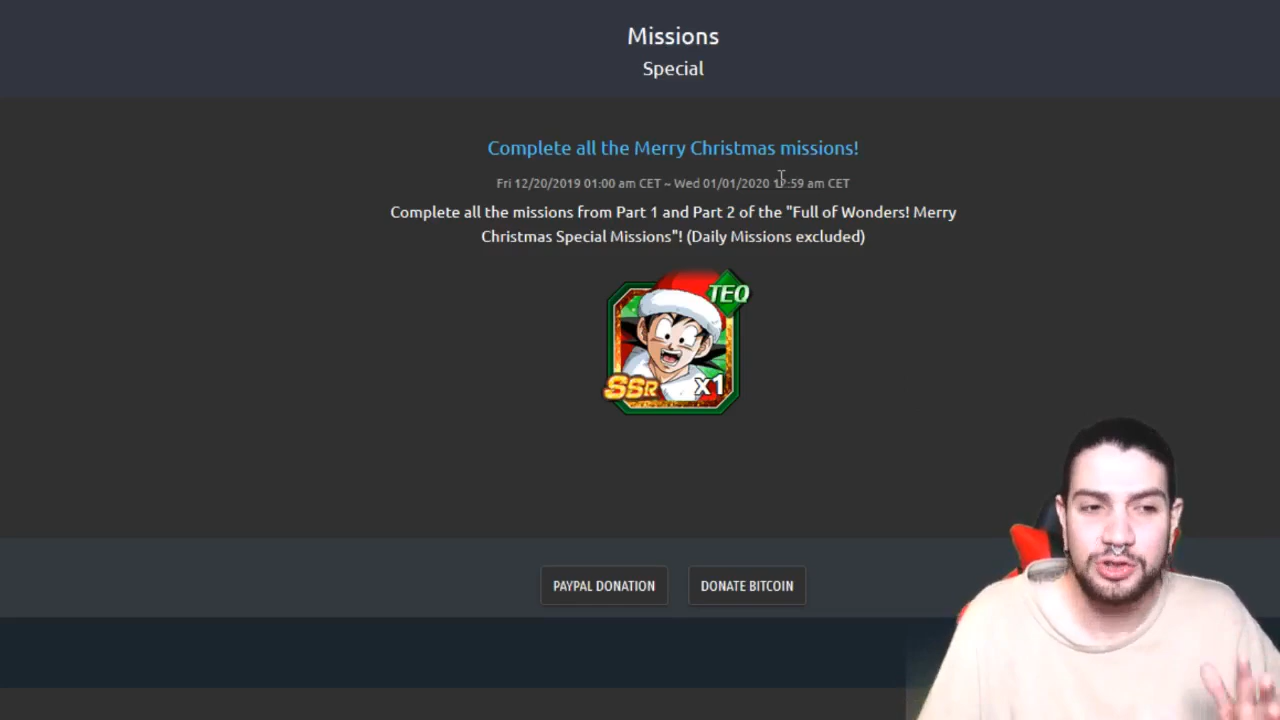 Missions
Special
Complete all the Merry Christmas missions!
Fri 12/20/2019 01:00 am CET ~ Wed 01/01/2020 12:59 am CET
Complete all the missions from Part 1 and Part 2 of the "Full of Wonders! Merry
Christmas Special Missions"! (Daily Missions excluded)
TEQ
SSR x1
PAYPAL DONATION DONATE BITCOIN